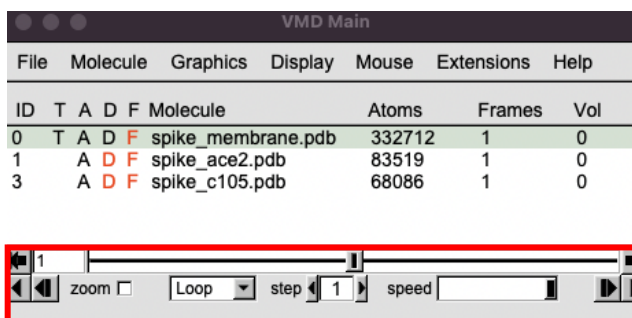 VMD Main
File Molecule Graphics Display Mouse Extensions Help
ID T A D F Molecule Atoms Frames Vol
0 T A D F spike_membrane.pdb 332712 1 0
1 A D F spike_ace2.pdb 83519 1 0
3 A D F spike_c105.pdb 68086 1 0
1
zoom Loop step 1 speed